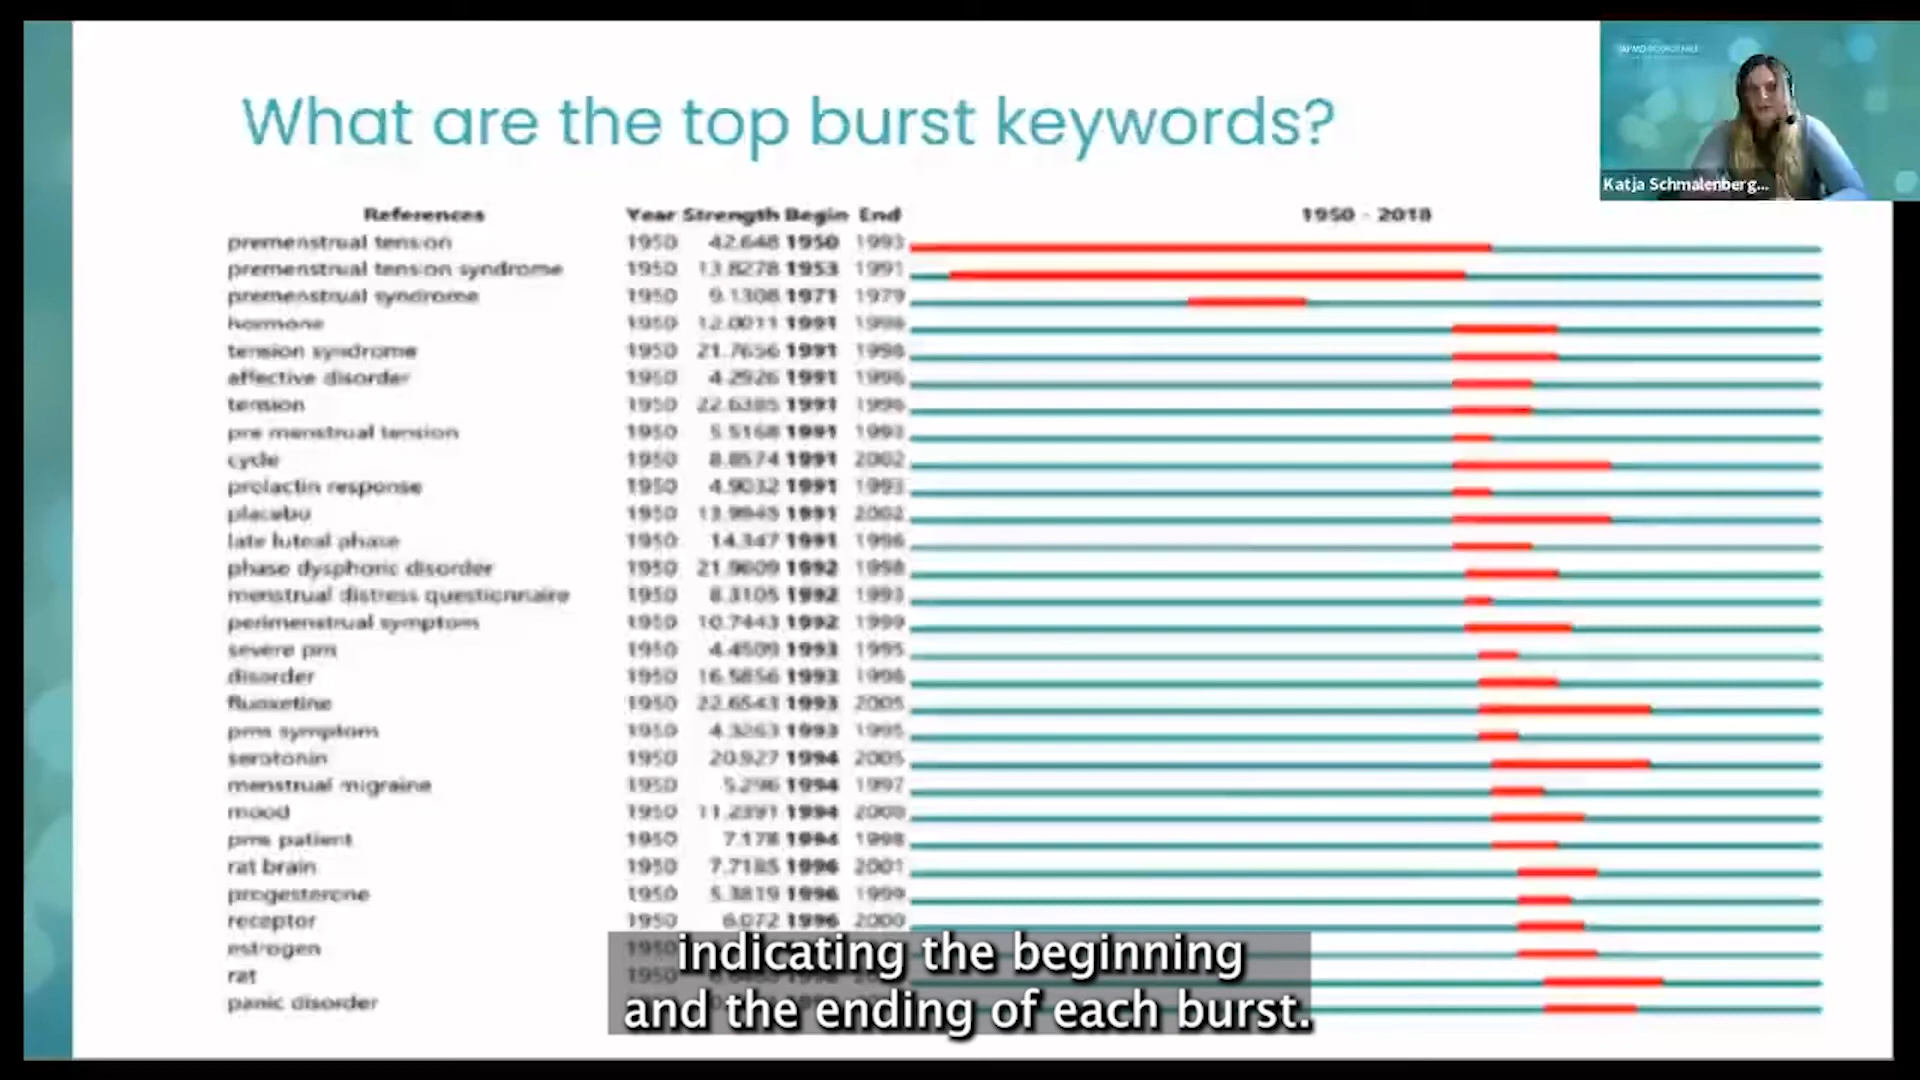 What are the top burst keywords?
Katja Schmalenberg...
References Year Strength Begin End 1950 - 2018
premenstrual tension 1950 42.648 1950 1993
premenstrual tension syndrome 1950 13.8278 1953 1991
premenstrual syndrome 1950 9.1308 1971 1979
hormone 1950 12.0011 1991 1998
tension syndrome 1950 21.7656 1991 1998
affective disorder 1950 4.2926 1991 1996
tension 1950 22.6385 1991 1996
pre menstrual tension 1950 5.5168 1991 1993
cycle 1950 8.8574 1991 2002
prolactin response 1950 4.9032 1991 1993
placebo 1950 13.9945 1991 2002
late luteal phase 1950 14.347 1991 1996
phase dysphoric disorder 1950 1992 1998
menstrual distress questionnaire 1950 8.3105 1992 1993
perimenstrual symptom 1950 10.7443 1992 1999
severe pm 1950 4.4509 1993 1995
disorder 1950 16.5856 1993 1998
fluoxetine 1950 22.6543 1993 2005
pms symptom 1950 4.3263 1993 1995
serotonin 1950 20.927 1994 2005
menstrual migraine 1950 5.296 1994 1997
mood 1950 11.2391 1994 2000
pms patient 1950 7.178 1994 1998
rat brain 1950 7.7185 1996 2001
progesterone 1950 5.3819 1996 1999
receptor 1950 6.072 1996 2000
estrogen 1950
rat 1950
panic disorder
indicating the beginning
and the ending of each burst.